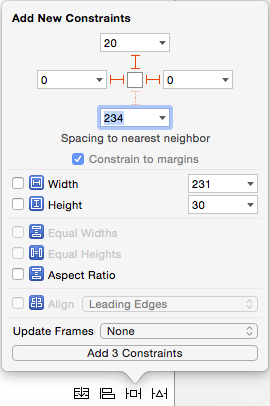 Add New Constraints
20
0 0
234
Spacing to nearest neighbor
Constrain to margins
Width 231
Height 30
Equal Widths
Equal Heights
Aspect Ratio
Align Leading Edges
Update Frames None
Add 3 Constraints